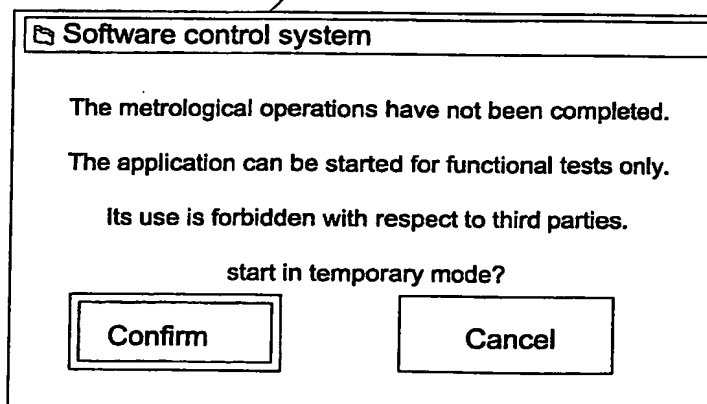 Software control system
The metrological operations have not been completed.
The application can be started for functional tests only.
Its use is forbidden with respect to third parties.
start in temporary mode?
Confirm Cancel